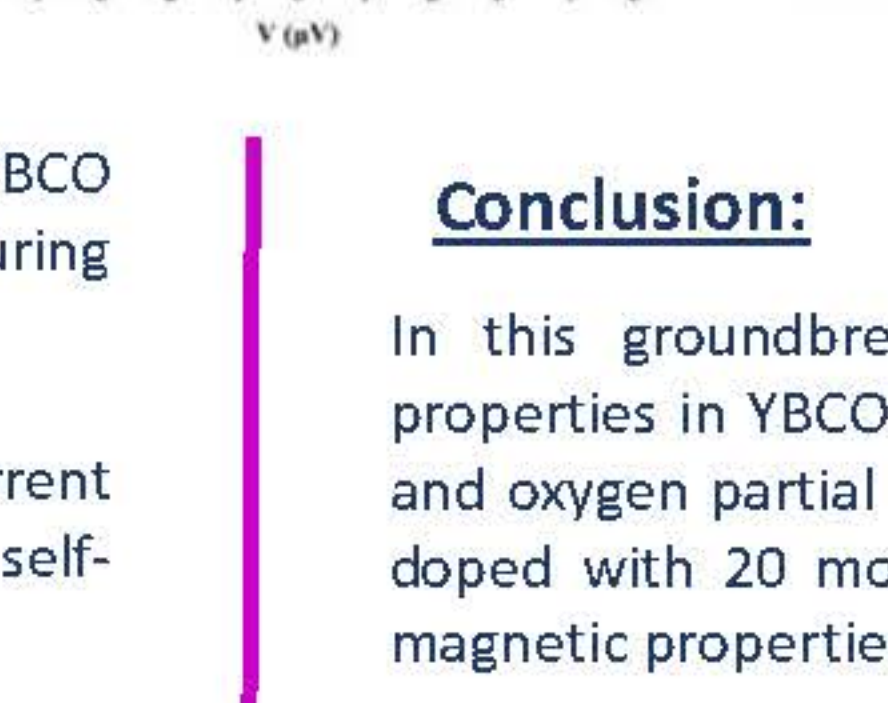 V (µV)
BCO
uring
rrent
self-
Conclusion:
In this groundbre
properties in YBCO
and oxygen partial
doped with 20 mo
magnetic propertie